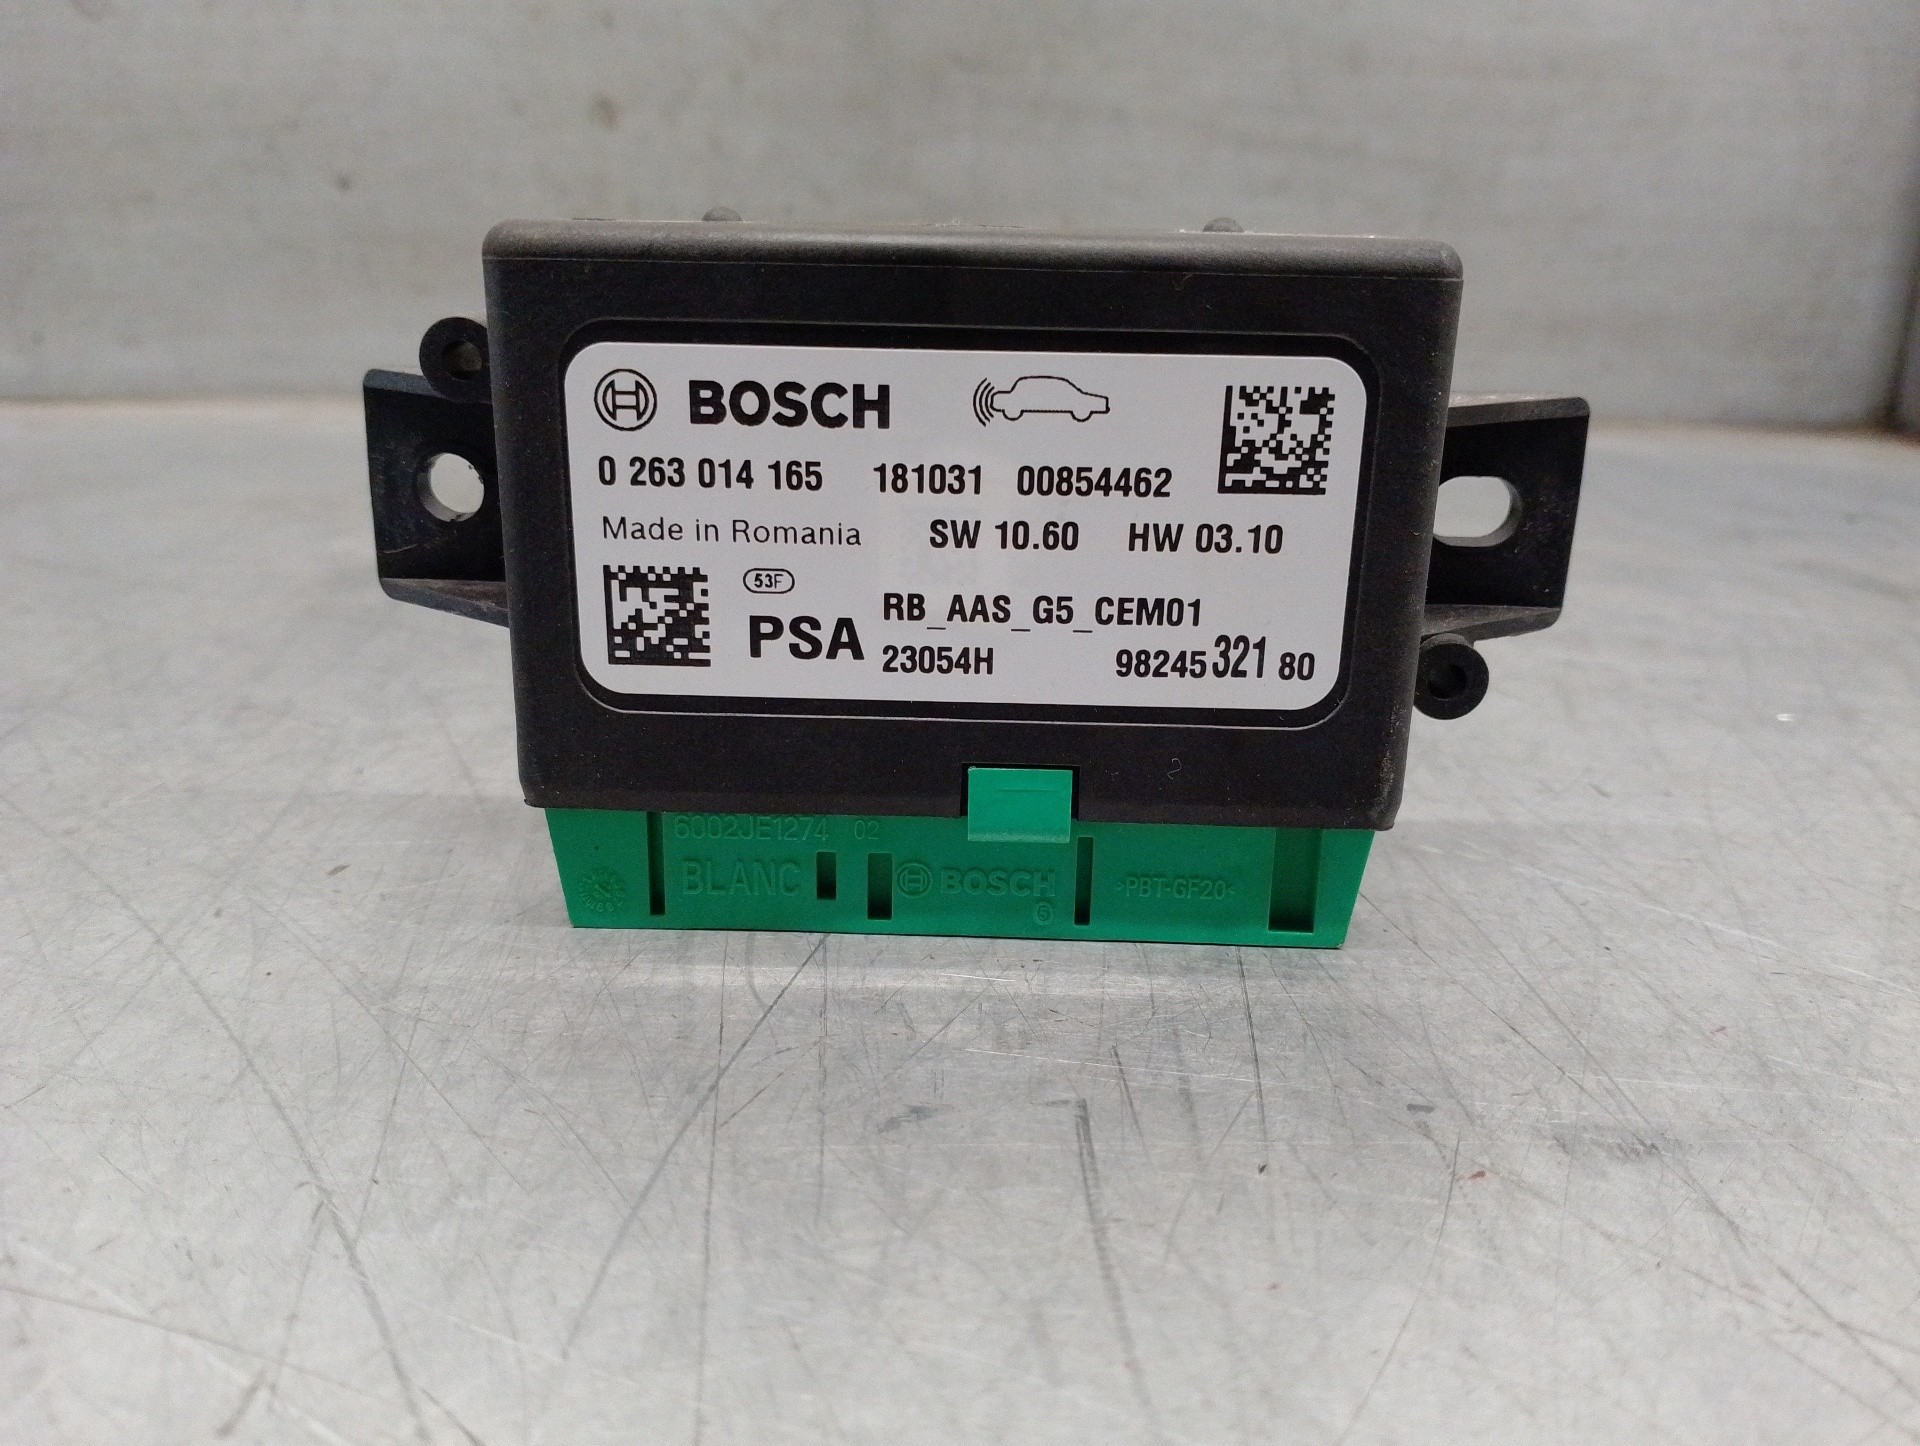 BOSCH
0 263 014 165 181031 00854462
Made in Romania SW 10.60 HW 03.10
53F
PSA RB_AAS_G5_CEM01
23054H 98245 321 80
6002JE1274 02
BLANC BOSCH >PBT-GF20<
5